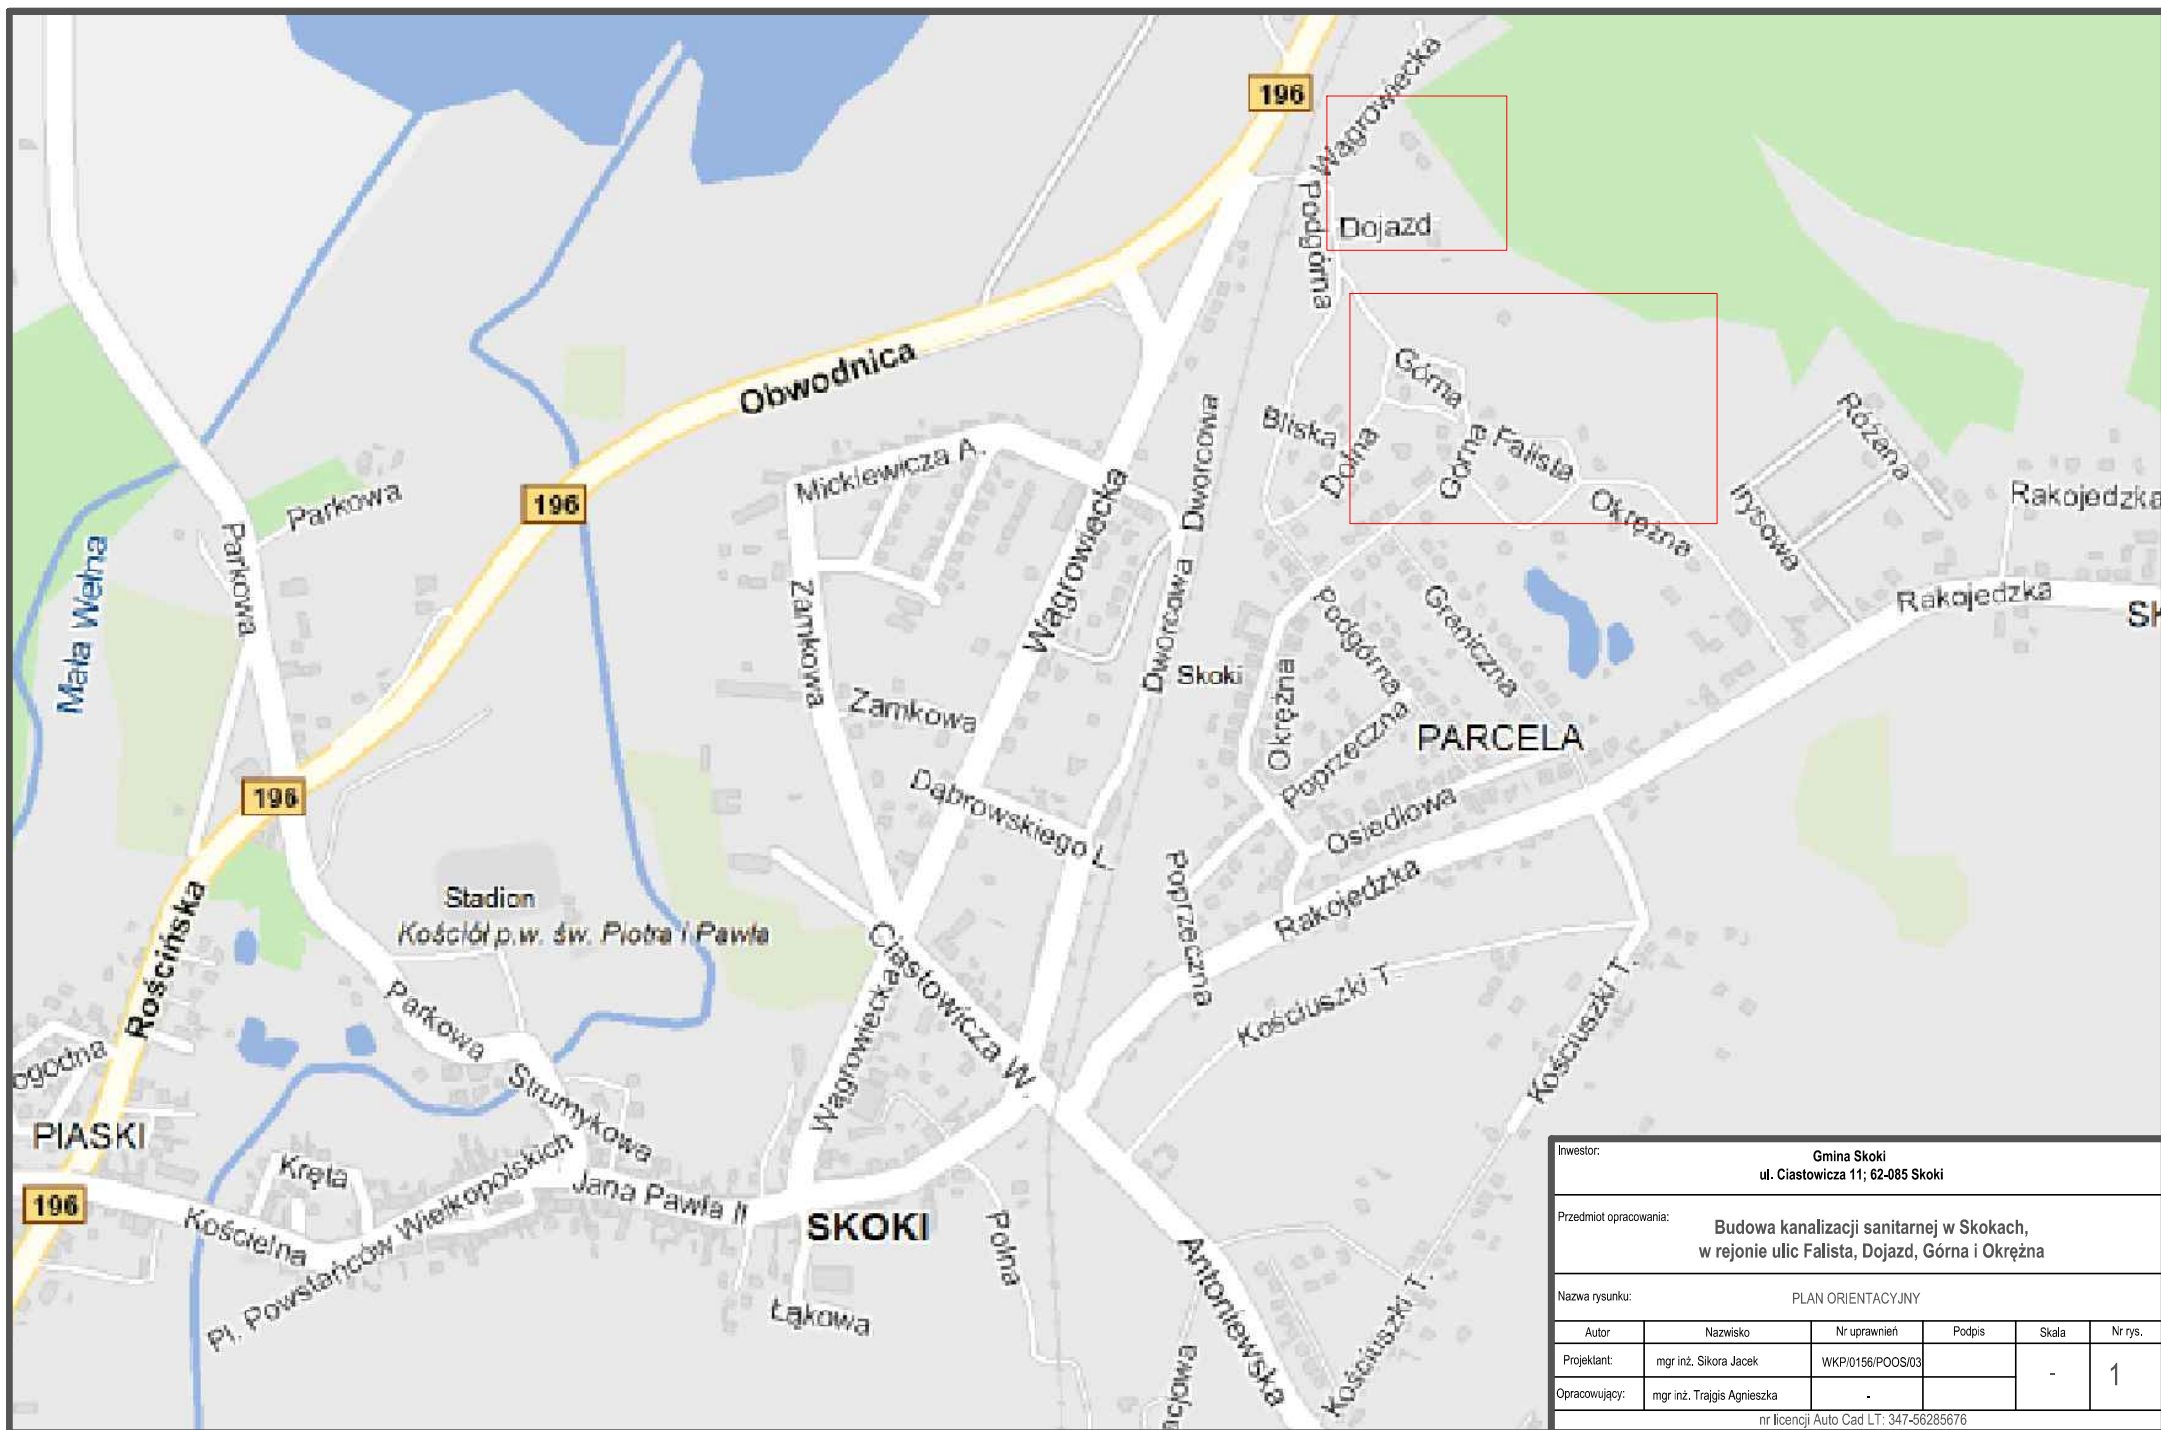 196
Wągrowiecka
Podgórna
Dojazd
Obwodnica
Górna
Bliska
Dolna
Górna
Falista
Okrężna
Różana
Irysowa
Rakojedzka
Rakojedzka
SK
Mickiewicza A.
Dworcowa
Wągrowiecka
196
Parkowa
Parkowa
Mała Wełna
Zamkowa
Dworcowa
Skoki
Podgórna
Graniczna
Okrężna
Zamkowa
Poprzeczna
PARCELA
196
Dąbrowskiego L.
Osiedlowa
Rakojedzka
Poprzeczna
Stadion
Kościół p.w. św. Piotra i Pawła
Rościńska
Ciastowicza W.
Wągrowiecka
Kościuszki T.
Kościuszki T.
Parkowa
ogodna
Strumykowa
PIASKI
Kręta
Jana Pawła II
196
Kościelna
Pl. Powstańców Wielkopolskich
SKOKI
Polna
Łąkowa
Antoniewska
Kościuszki T.
acjowa
Inwestor:
Gmina Skoki
ul. Ciastowicza 11; 62-085 Skoki
Przedmiot opracowania:
Budowa kanalizacji sanitarnej w Skokach,
w rejonie ulic Falista, Dojazd, Górna i Okrężna
Nazwa rysunku:
PLAN ORIENTACYJNY
Autor Nazwisko Nr uprawnień Podpis Skala Nr rys.
Projektant: mgr inż. Sikora Jacek WKP/0156/POOS/03 - 1
Opracowujący: mgr inż. Trajgis Agnieszka -
nr licencji Auto Cad LT: 347-56285676